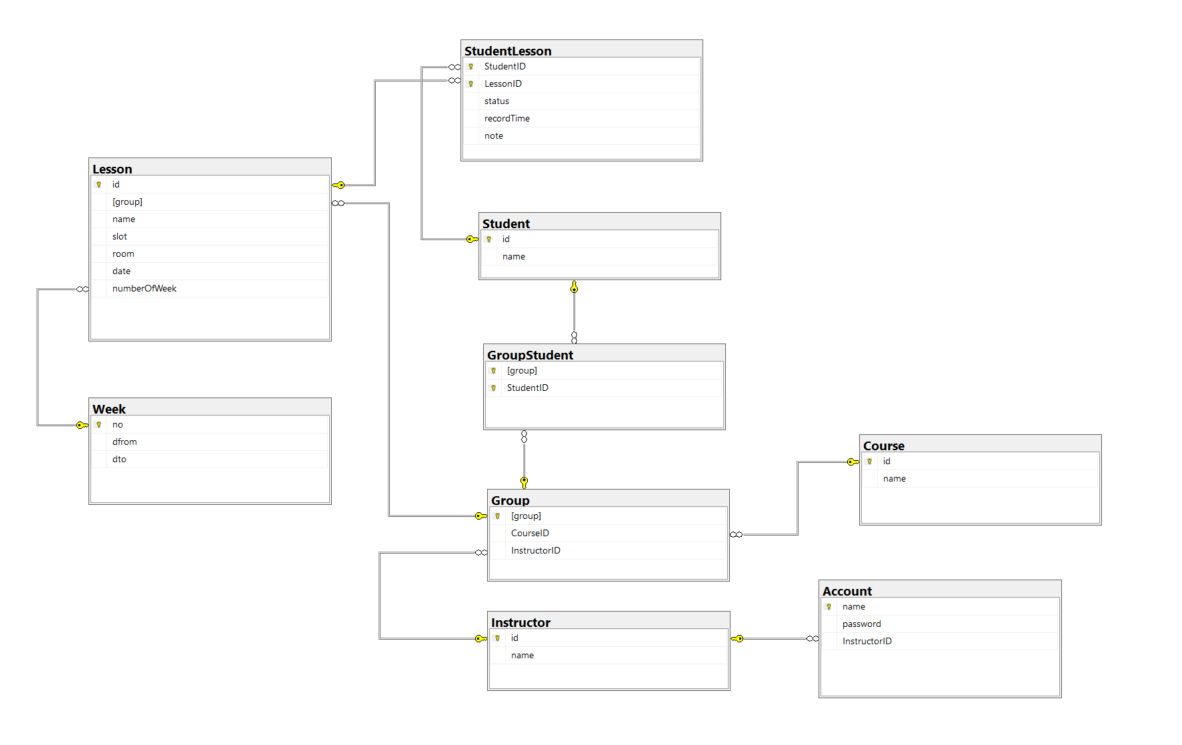 StudentLesson
StudentID
LessonID
status
recordTime
note
Lesson
id
[group]
name
slot
room
date
numberOfWeek
Student
id
name
GroupStudent
[group]
StudentID
Week
no
dfrom
dto
Course
id
name
Group
[group]
CourseID
InstructorID
Account
name
password
InstructorID
Instructor
id
name